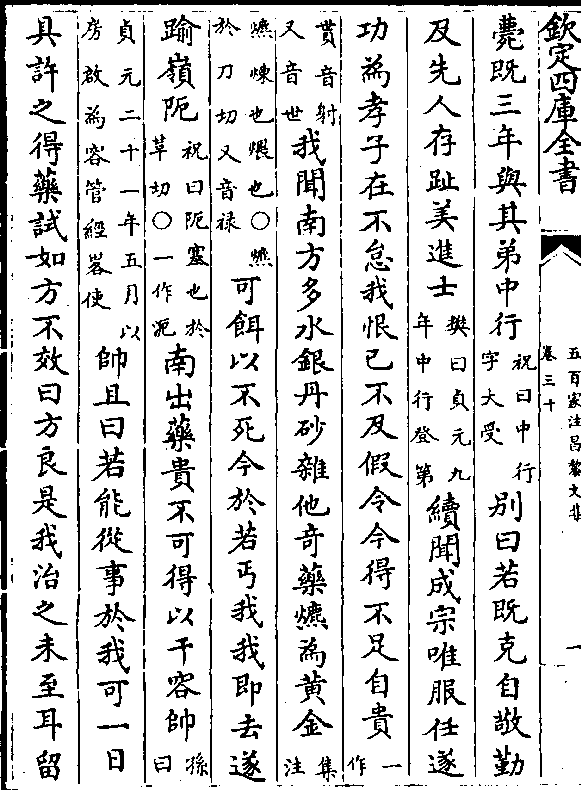 欽定四庫全書
五百家注昌黎文集
卷三十
一
薨既三年與其弟中行祝曰中行字大受別曰若既克自敬勤
及先人存趾美進士樊曰貞元九年中行登第續聞成宗唯服任遂
功為孝子在不怠我恨已不及假令今得不足自貴一作
貰音射又音世我聞南方多水銀丹砂雜他奇藥爊為黃金集注
爊煉也煨也○爊於刀切又音祿可餌以不死今於若丐我我即去遂
踰嶺阨祝曰阨塞也於草切○一作泥南出藥貴不可得以干容帥孫曰
貞元二十一年五月以房啟為容管經畧使帥且曰若能從事於我可一日
具許之得藥試如方不效曰方良是我治之未至耳留